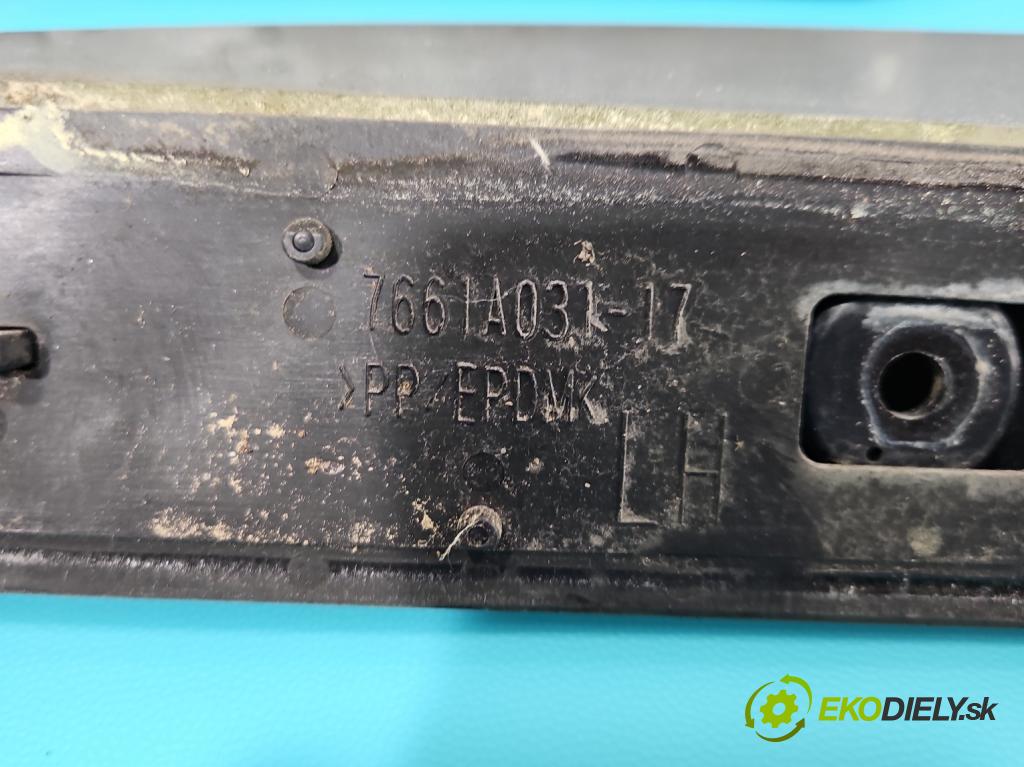 7661A031-17
>PP/EPDM<
LH
EKODIELY.sk